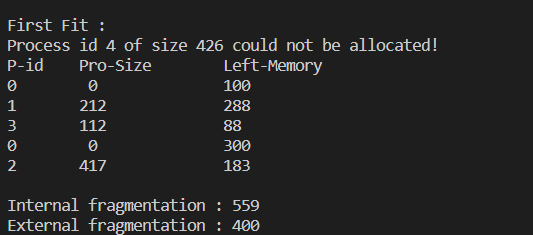 First Fit :
Process id 4 of size 426 could not be allocated!
P-id    Pro-Size        Left-Memory
0        0              100
1       212             288
3       112             88
0        0              300
2       417             183
Internal fragmentation : 559
External fragmentation : 400